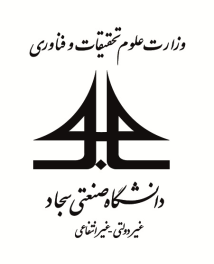 وزارت علوم تحقیقات و فناوری
دانشگاه صنعتی سجاد
غیردولتی-غیرانتفاعی